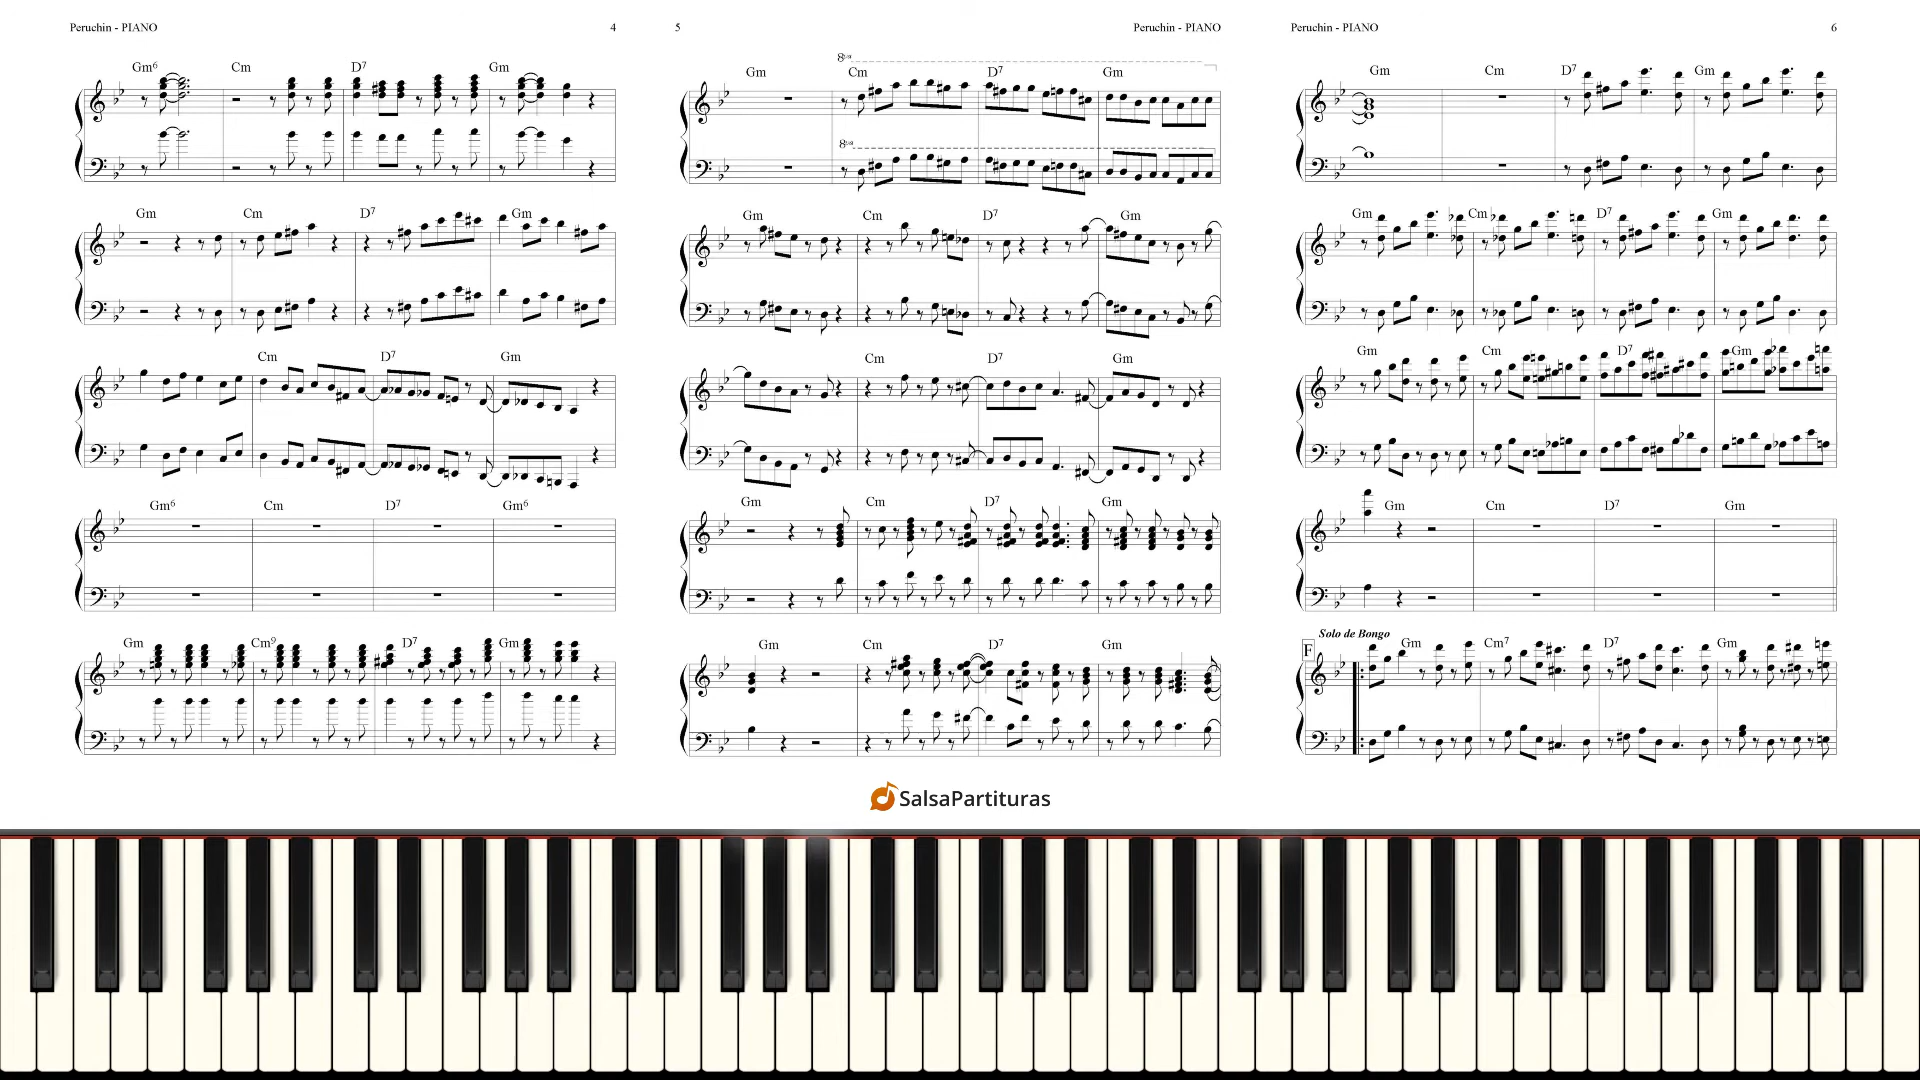 Peruchin - PIANO 4
Gm6 Cm D7 Gm
Gm Cm D7 Gm
Cm D7 Gm
Gm6 Cm D7 Gm6
Gm Cm9 D7 Gm
5 Peruchin - PIANO
8va
Gm Cm D7 Gm
8va
Gm Cm D7 Gm
Cm D7 Gm
Gm Cm D7 Gm
Gm Cm D7 Gm
Peruchin - PIANO 6
Gm Cm D7 Gm
Gm Cm D7 Gm
Gm Cm D7 Gm
Gm Cm D7 Gm
Solo de Bongo
F Gm Cm7 D7 Gm
SalsaPartituras